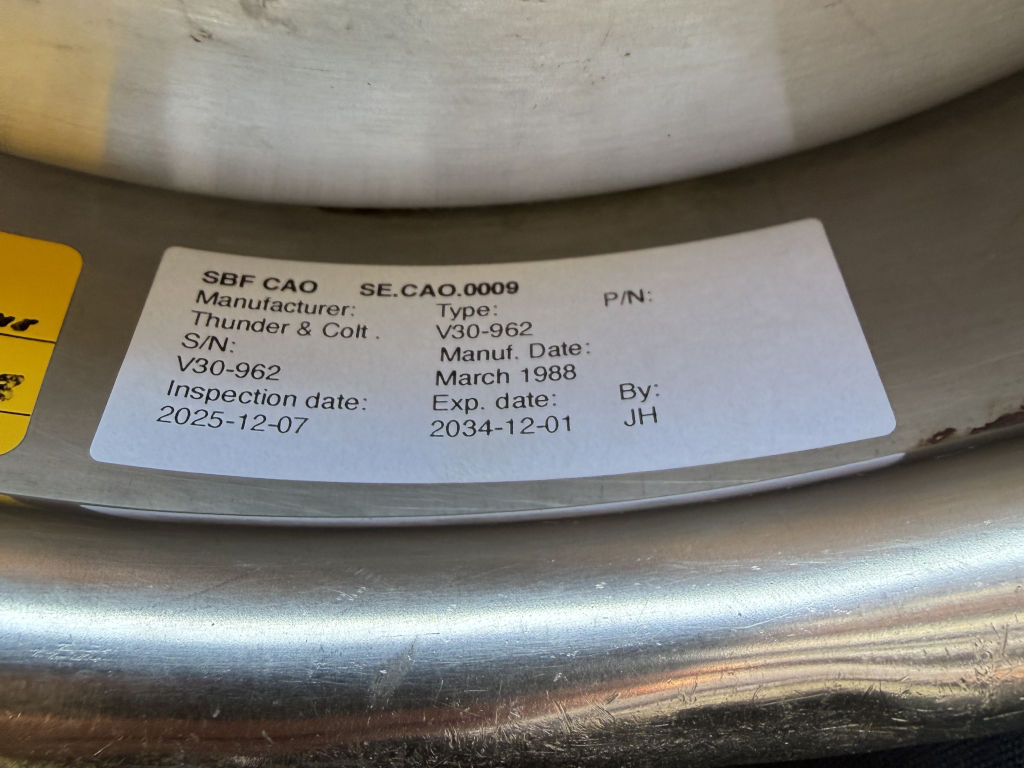 SBF CAO SE.CAO.0009
Manufacturer: Type: P/N:
Thunder & Colt . V30-962
S/N: Manuf. Date:
V30-962 March 1988
Inspection date: Exp. date: By:
2025-12-07 2034-12-01 JH